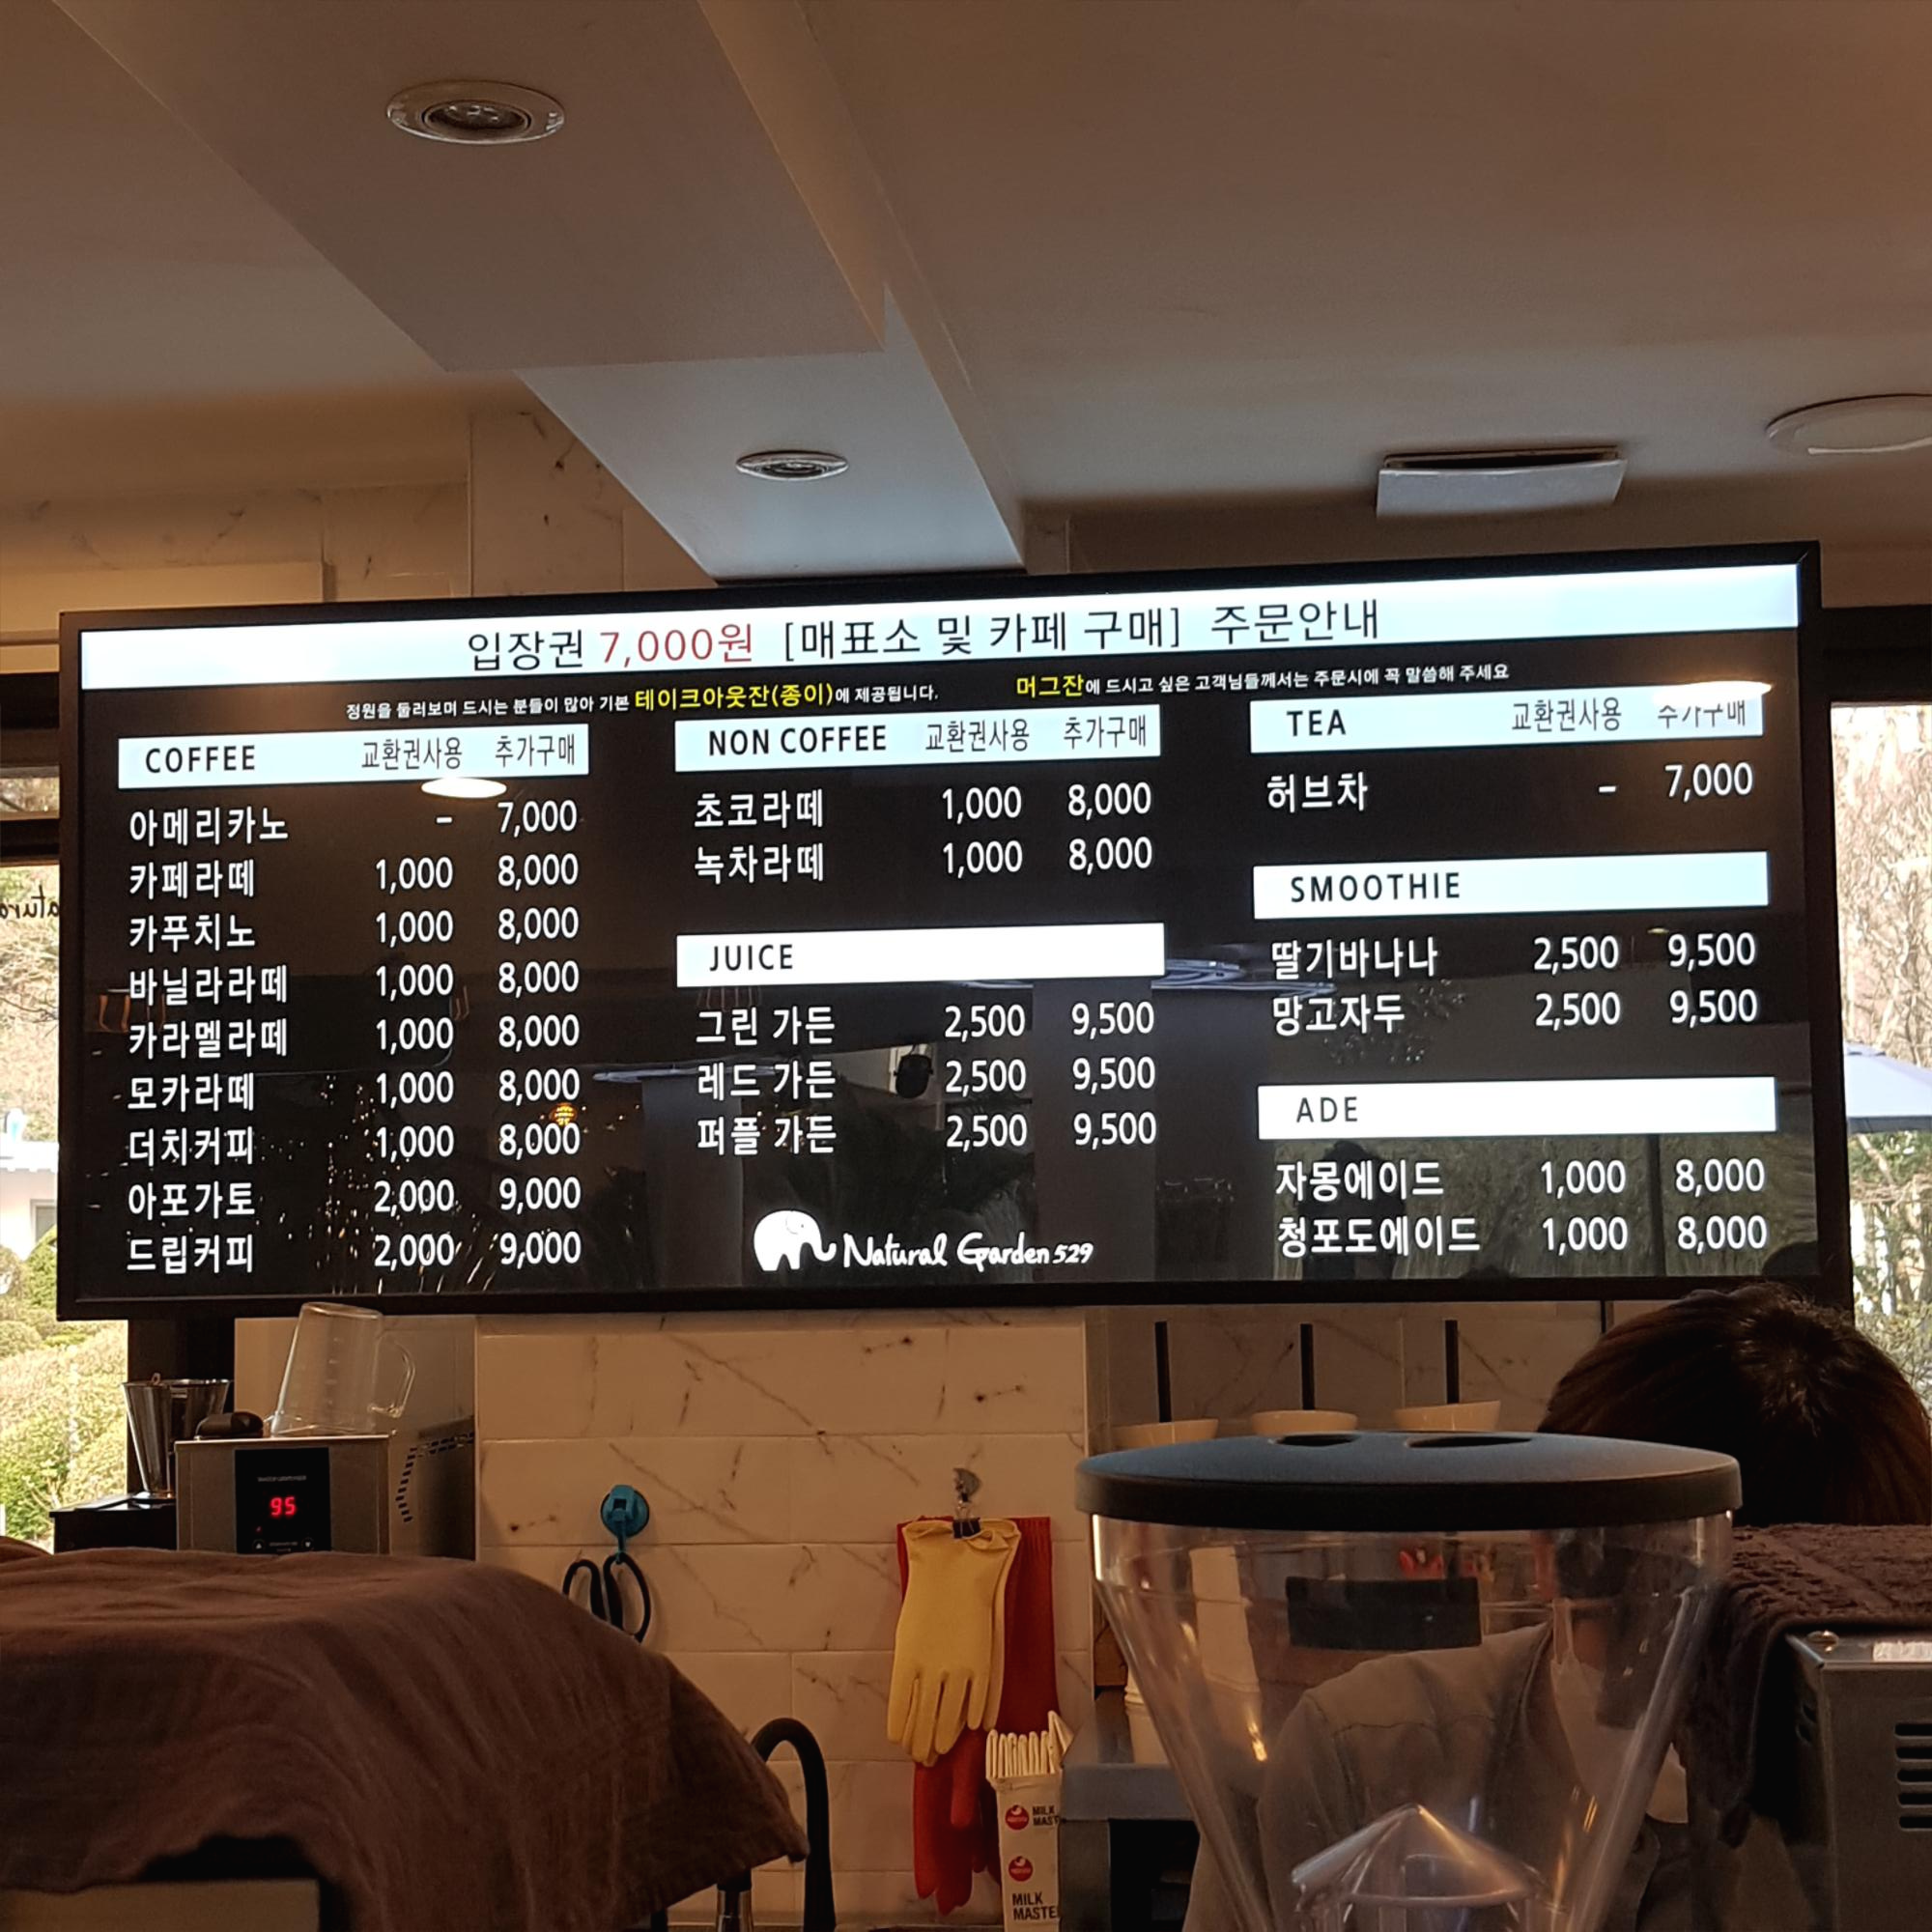 입장권 7,000원 [매표소 및 카페 구매] 주문안내
정원을 둘러보며 드시는 분들이 많아 기본 테이크아웃잔(종이)에 제공됩니다. 머그잔에 드시고 싶은 고객님들께서는 주문시에 꼭 말씀해 주세요
COFFEE 교환권사용 추가구매
아메리카노 - 7,000
카페라떼 1,000 8,000
카푸치노 1,000 8,000
바닐라라떼 1,000 8,000
카라멜라떼 1,000 8,000
모카라떼 1,000 8,000
더치커피 1,000 8,000
아포가토 2,000 9,000
드립커피 2,000 9,000
NON COFFEE 교환권사용 추가구매
초코라떼 1,000 8,000
녹차라떼 1,000 8,000
JUICE
그린 가든 2,500 9,500
레드 가든 2,500 9,500
퍼플 가든 2,500 9,500
Natural Garden 529
TEA 교환권사용 추가구매
허브차 - 7,000
SMOOTHIE
딸기바나나 2,500 9,500
망고자두 2,500 9,500
ADE
자몽에이드 1,000 8,000
청포도에이드 1,000 8,000
95
MILK
MAST
MILK
MASTE